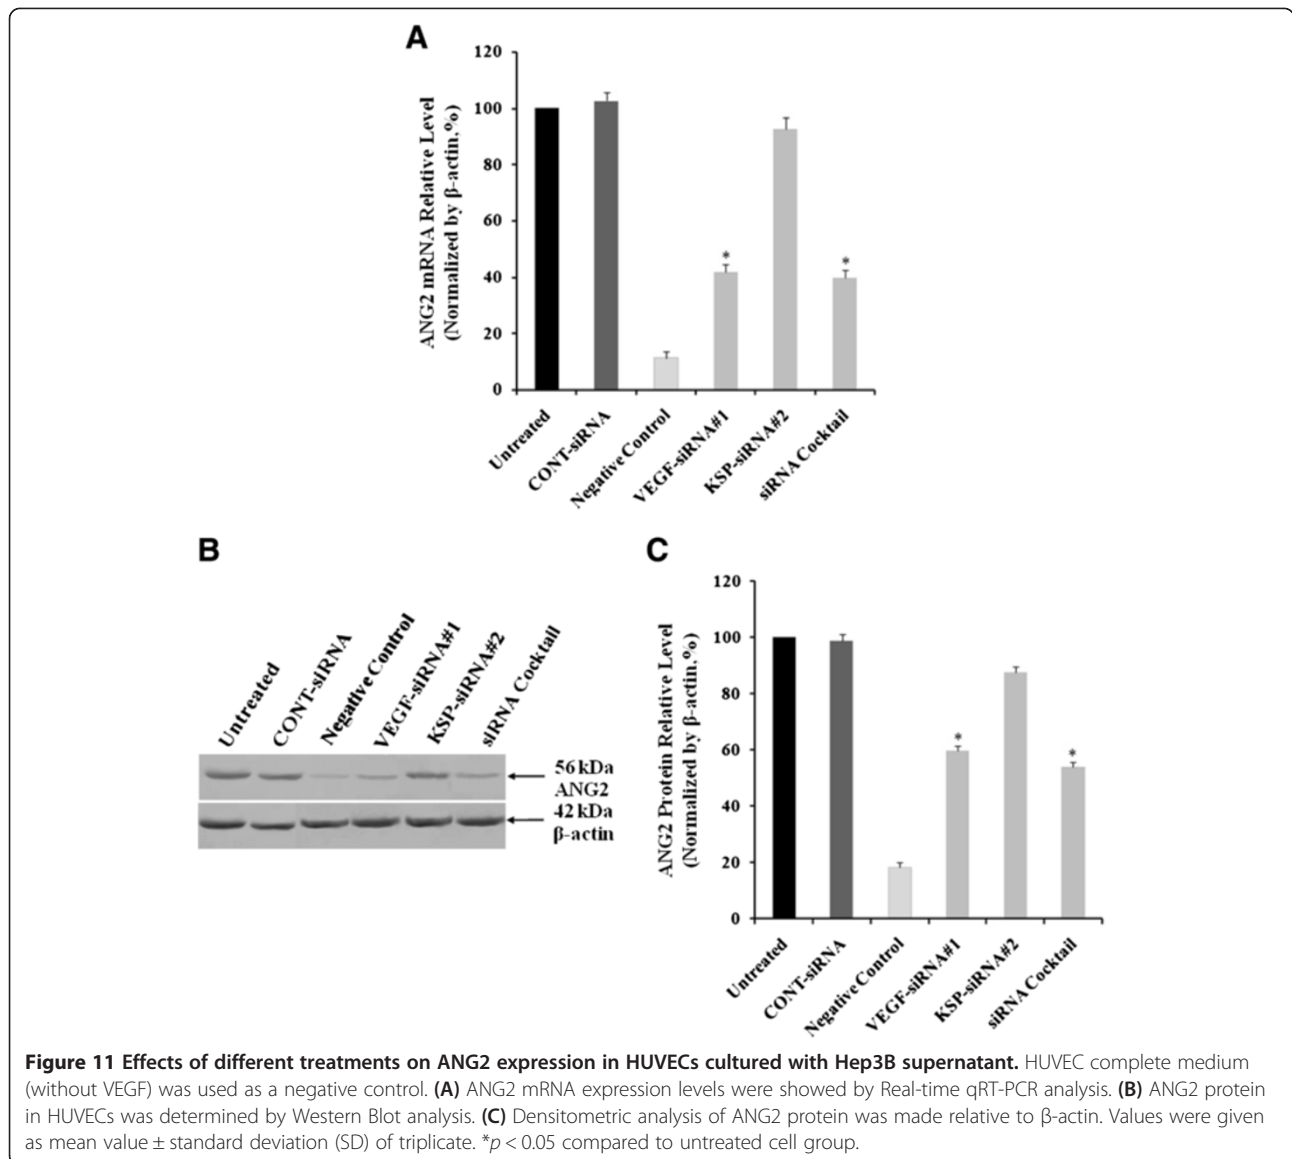 A
120
100
80
60
40
20
0
ANG2 mRNA Relative Level
(Normalized by β-actin,%)
*
*
Untreated
CONT-siRNA
Negative Control
VEGF-siRNA#1
KSP-siRNA#2
siRNA Cocktail
B
Untreated
CONT-siRNA
Negative Control
VEGF-siRNA#1
KSP-siRNA#2
siRNA Cocktail
56 kDa
ANG2
42 kDa
β-actin
C
120
100
80
60
40
20
0
ANG2 Protein Relative Level
(Normalized by β-actin,%)
*
*
Untreated
CONT-siRNA
Negative Control
VEGF-siRNA#1
KSP-siRNA#2
siRNA Cocktail
Figure 11 Effects of different treatments on ANG2 expression in HUVECs cultured with Hep3B supernatant. HUVEC complete medium
(without VEGF) was used as a negative control. (A) ANG2 mRNA expression levels were showed by Real-time qRT-PCR analysis. (B) ANG2 protein
in HUVECs was determined by Western Blot analysis. (C) Densitometric analysis of ANG2 protein was made relative to β-actin. Values were given
as mean value ± standard deviation (SD) of triplicate. *p < 0.05 compared to untreated cell group.